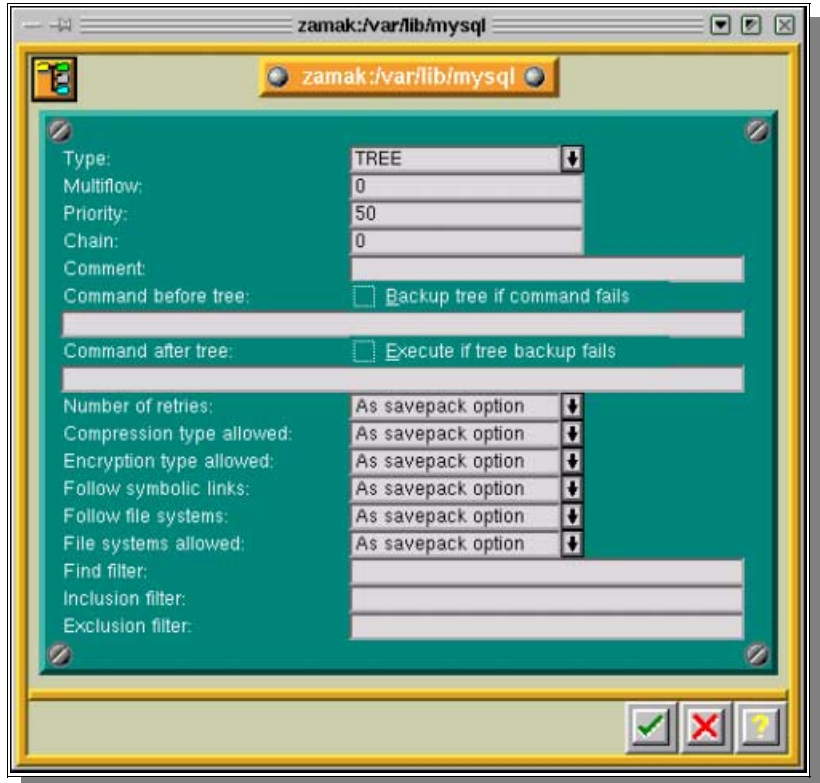 zamak:/var/lib/mysql
zamak:/var/lib/mysql
Type: TREE
Multiflow: 0
Priority: 50
Chain: 0
Comment:
Command before tree: Backup tree if command fails
Command after tree: Execute if tree backup fails
Number of retries: As savepack option
Compression type allowed: As savepack option
Encryption type allowed: As savepack option
Follow symbolic links: As savepack option
Follow file systems: As savepack option
File systems allowed: As savepack option
Find filter:
Inclusion filter:
Exclusion filter:
?